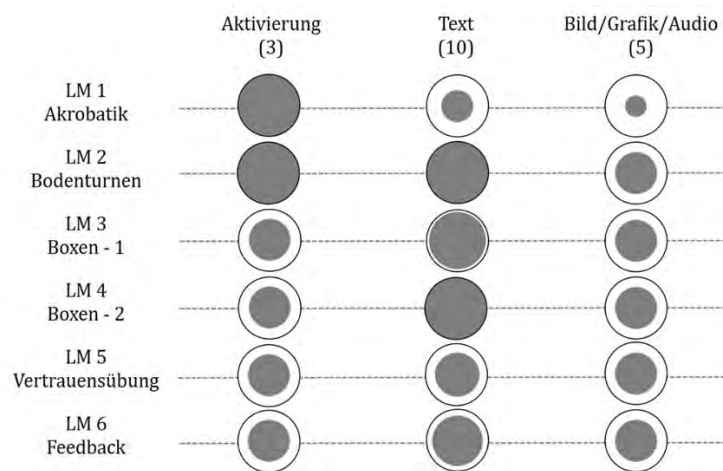 Aktivierung Text Bild/Grafik/Audio
(3) (10) (5)
LM 1
Akrobatik
LM 2
Bodenturnen
LM 3
Boxen - 1
LM 4
Boxen - 2
LM 5
Vertrauensübung
LM 6
Feedback